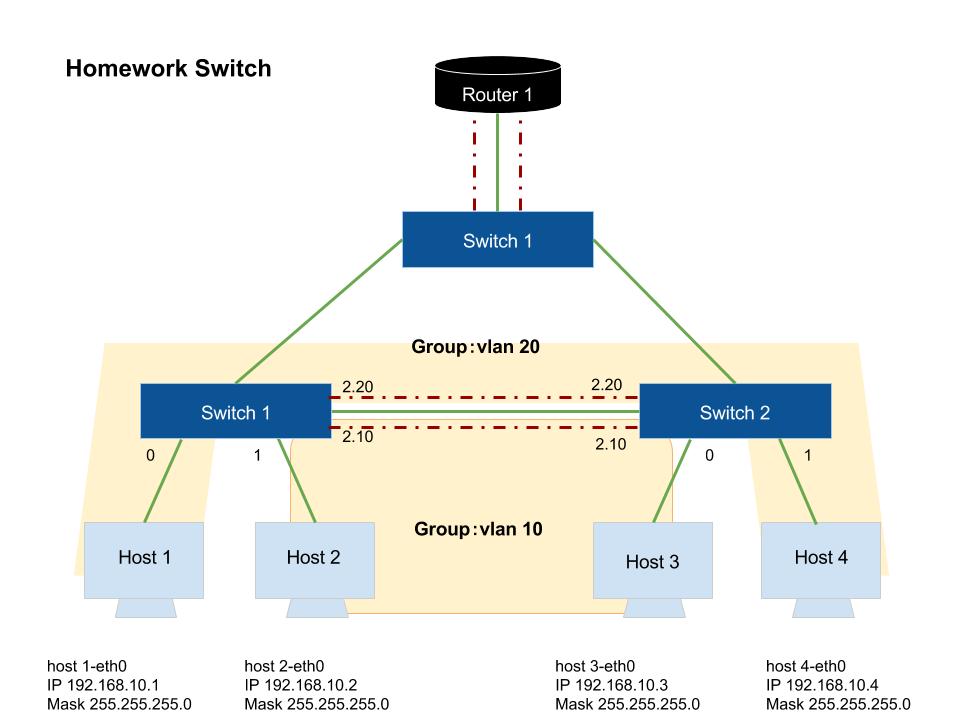 Homework Switch
Router 1
Switch 1
Group:vlan 20
2.20
2.20
Switch 1
Switch 2
2.10
2.10
0
1
0
1
Group:vlan 10
Host 1
Host 2
Host 3
Host 4
host 1-eth0
IP 192.168.10.1
Mask 255.255.255.0
host 2-eth0
IP 192.168.10.2
Mask 255.255.255.0
host 3-eth0
IP 192.168.10.3
Mask 255.255.255.0
host 4-eth0
IP 192.168.10.4
Mask 255.255.255.0